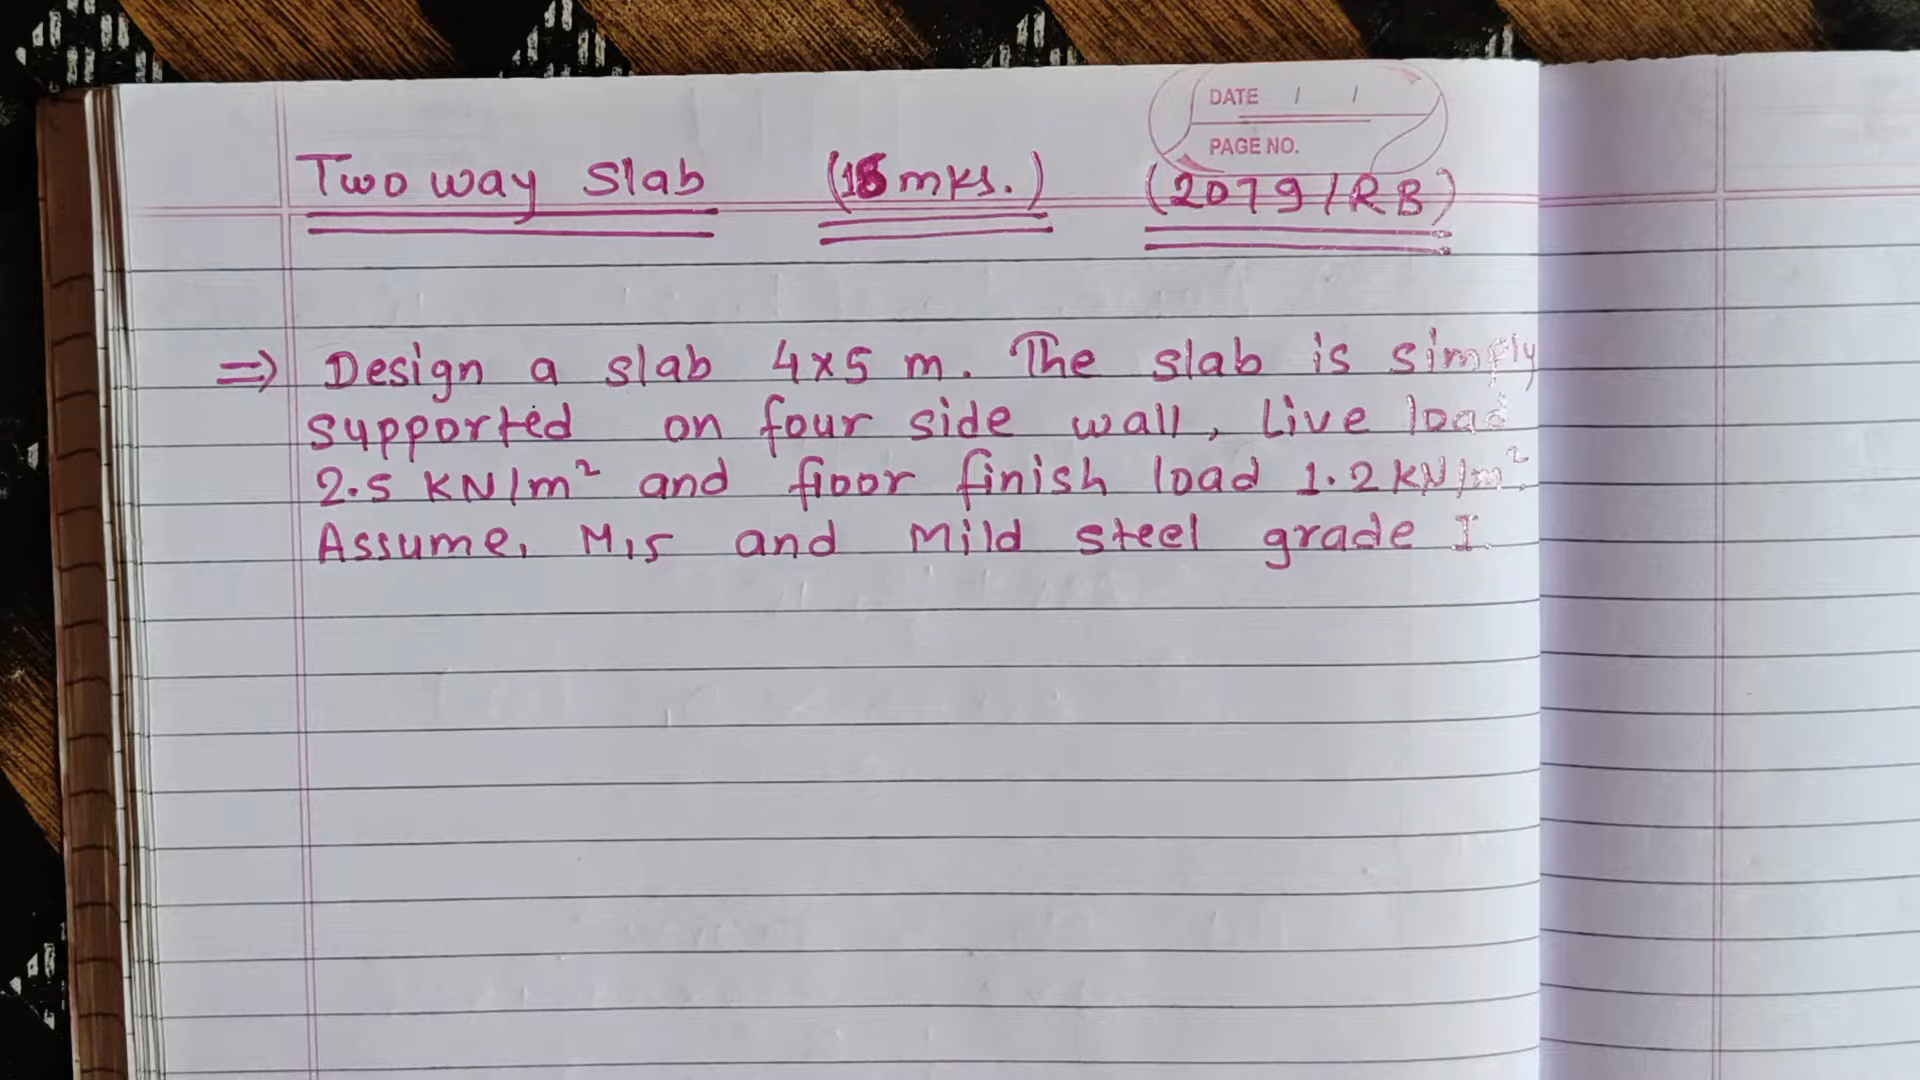 DATE / /
PAGE NO.
Two way Slab (15 mks.) (2079/RB)
=> Design a slab 4x5 m. The slab is simply
supported on four side wall, Live load
2.5 KN/m² and floor finish load 1.2 KN/m².
Assume, M15 and Mild steel grade I